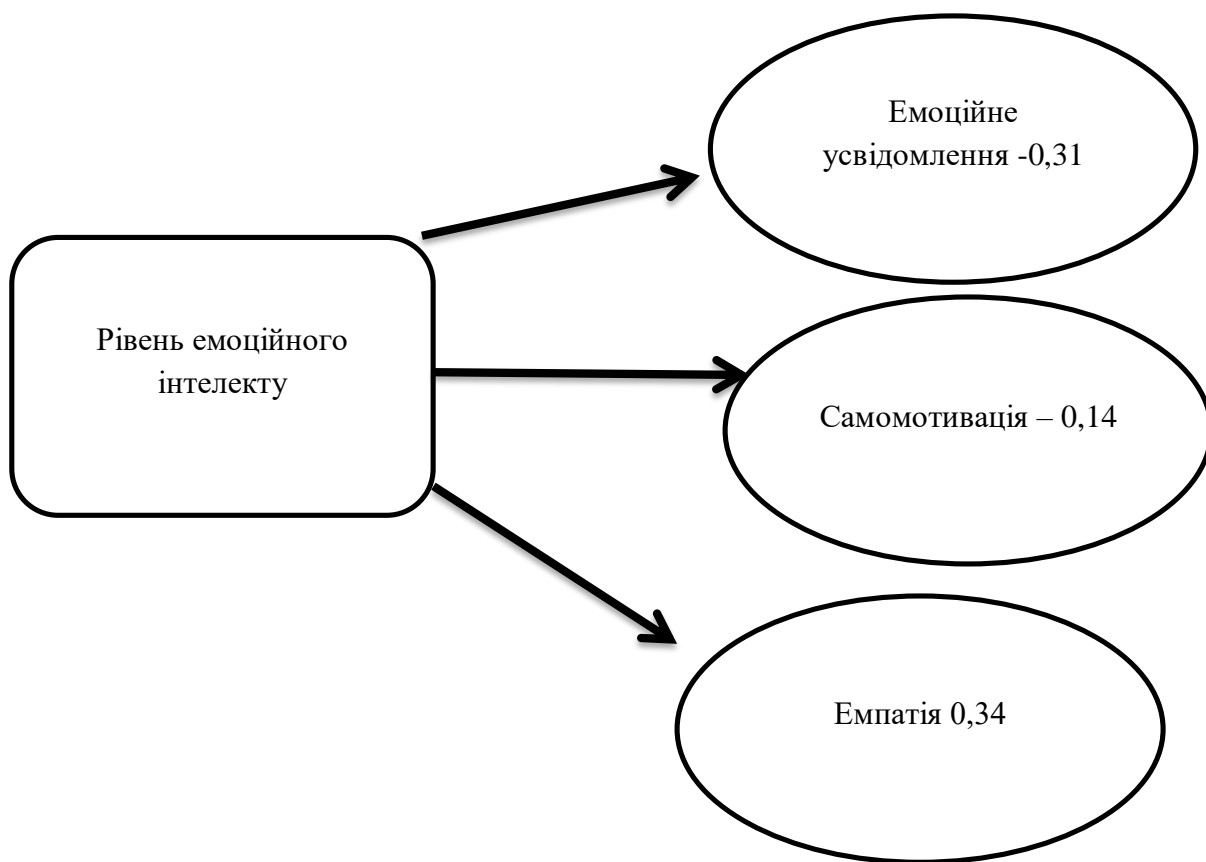 Емоційне
усвідомлення -0,31
Рівень емоційного
інтелекту
Самомотивація – 0,14
Емпатія 0,34